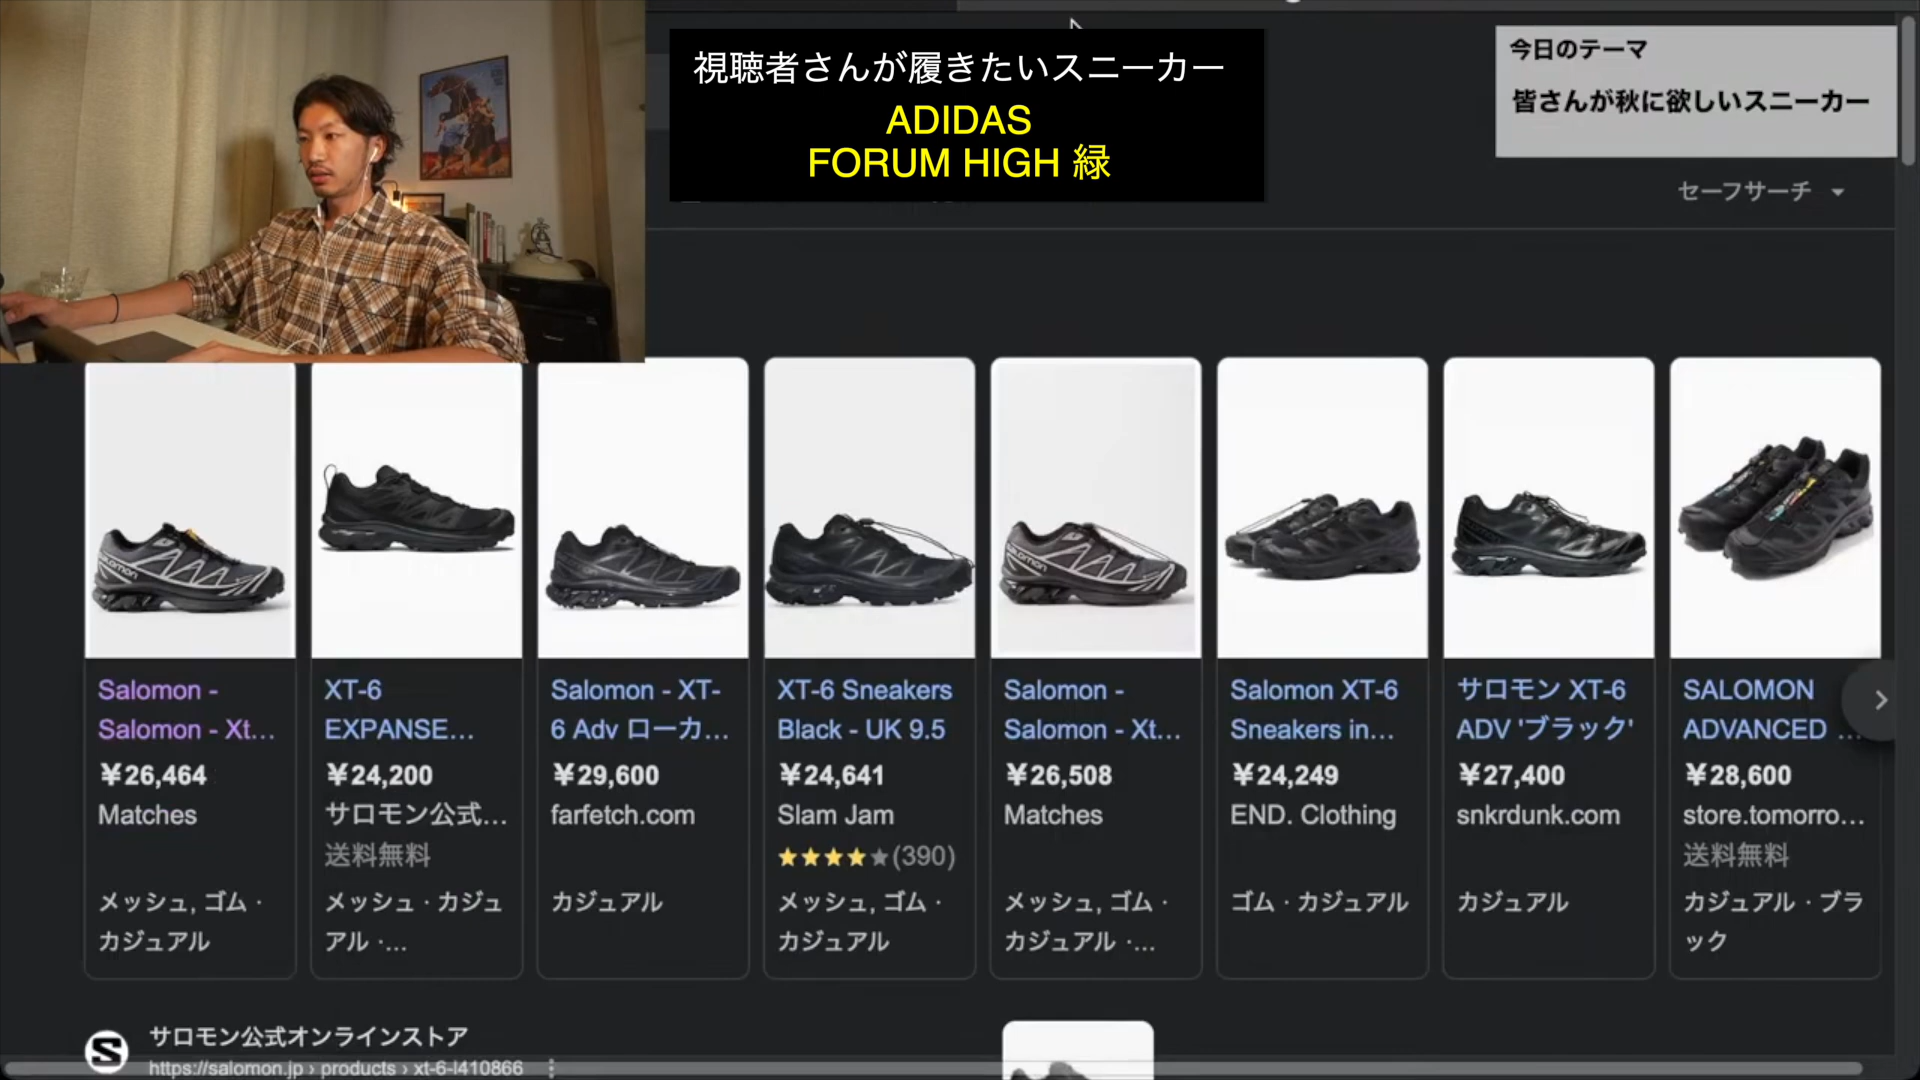 視聴者さんが履きたいスニーカー
ADIDAS
FORUM HIGH 緑
今日のテーマ
皆さんが秋に欲しいスニーカー
セーフサーチ
Salomon -
Salomon - Xt...
¥26,464
Matches
メッシュ, ゴム ·
カジュアル
XT-6
EXPANSE...
¥24,200
サロモン公式...
送料無料
メッシュ · カジュ
アル ·...
Salomon - XT-
6 Adv ローカ...
¥29,600
farfetch.com
カジュアル
XT-6 Sneakers
Black - UK 9.5
¥24,641
Slam Jam
★★★★★(390)
メッシュ, ゴム ·
カジュアル
Salomon -
Salomon - Xt...
¥26,508
Matches
メッシュ, ゴム ·
カジュアル ·...
Salomon XT-6
Sneakers in...
¥24,249
END. Clothing
ゴム · カジュアル
サロモン XT-6
ADV 'ブラック'
¥27,400
snkrdunk.com
カジュアル
SALOMON
ADVANCED ...
¥28,600
store.tomorro...
送料無料
カジュアル · ブラ
ック
サロモン公式オンラインストア
https://salomon.jp › products › xt-6-l410866